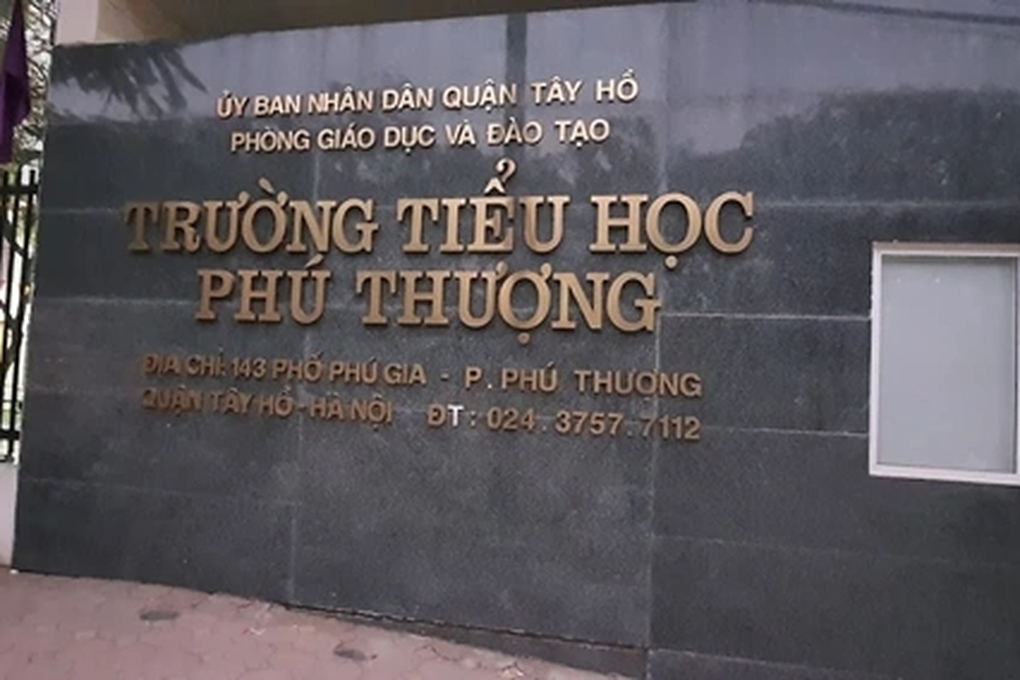 ỦY BAN NHÂN DÂN QUẬN TÂY HỒ
PHÒNG GIÁO DỤC VÀ ĐÀO TẠO
TRƯỜNG TIỂU HỌC
PHÚ THƯỢNG
ĐỊA CHỈ: 143 PHỐ PHÚ GIA - P. PHÚ THƯỢNG
QUẬN TÂY HỒ - HÀ NỘI ĐT: 024.3757.7112